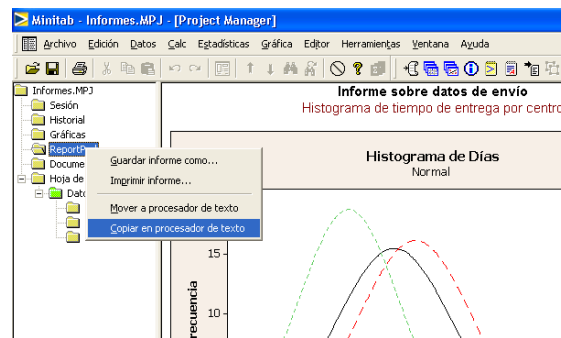 Minitab - Informes.MPJ - [Project Manager]
Archivo Edición Datos Calc Estadísticas Gráfica Editor Herramientas Ventana Ayuda
Informes.MPJ
Sesión
Historial
Gráficas
ReportP
Docume
Hoja de
Dato
Guardar informe como...
Imprimir informe...
Mover a procesador de texto
Copiar en procesador de texto
Informe sobre datos de envío
Histograma de tiempo de entrega por centro
Histograma de Días
Normal
15
10
recuencia